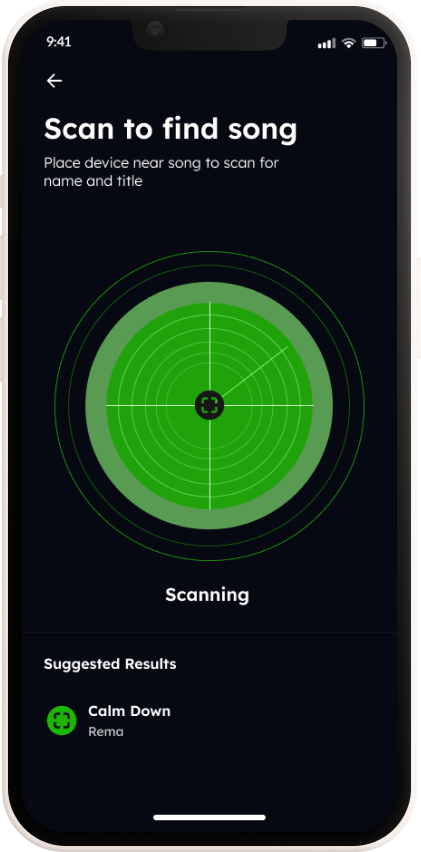 9:41
Scan to find song
Place device near song to scan for
name and title
Scanning
Suggested Results
Calm Down
Rema